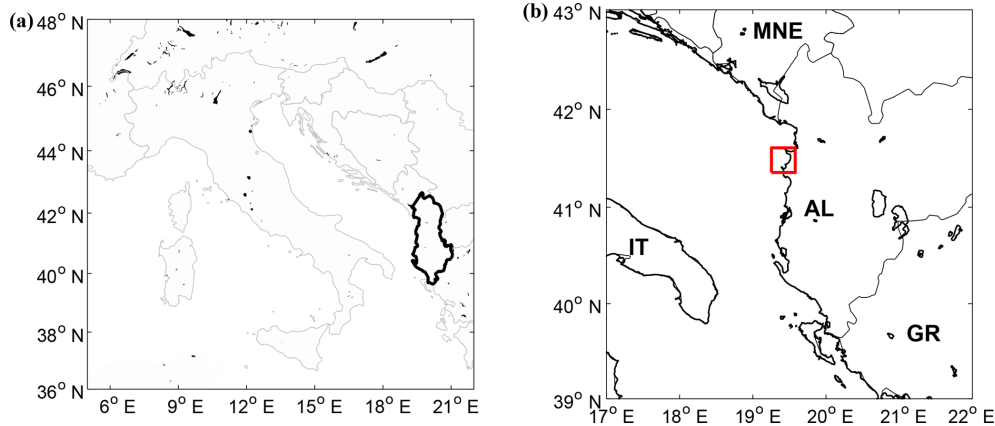 (a)
48° N
46° N
44° N
42° N
40° N
38° N
36° N
6° E 9° E 12° E 15° E 18° E 21° E
(b)
43° N
42° N
41° N
40° N
39° N
17° E 18° E 19° E 20° E 21° E 22° E
MNE
AL
IT
GR